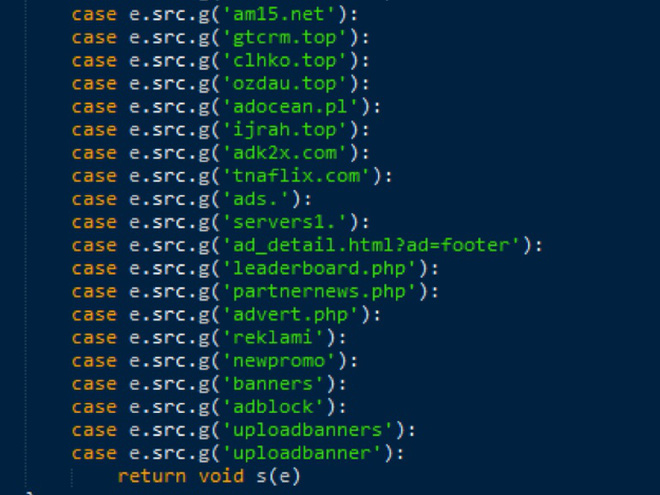 case e.src.g('am15.net'):
case e.src.g('gtcrm.top'):
case e.src.g('clhko.top'):
case e.src.g('ozdau.top'):
case e.src.g('adocean.pl'):
case e.src.g('ijrah.top'):
case e.src.g('adk2x.com'):
case e.src.g('tnaflix.com'):
case e.src.g('ads.'):
case e.src.g('servers1.'):
case e.src.g('ad_detail.html?ad=footer'):
case e.src.g('leaderboard.php'):
case e.src.g('partnernews.php'):
case e.src.g('advert.php'):
case e.src.g('reklami'):
case e.src.g('newpromo'):
case e.src.g('banners'):
case e.src.g('adblock'):
case e.src.g('uploadbanners'):
case e.src.g('uploadbanner'):
return void s(e)